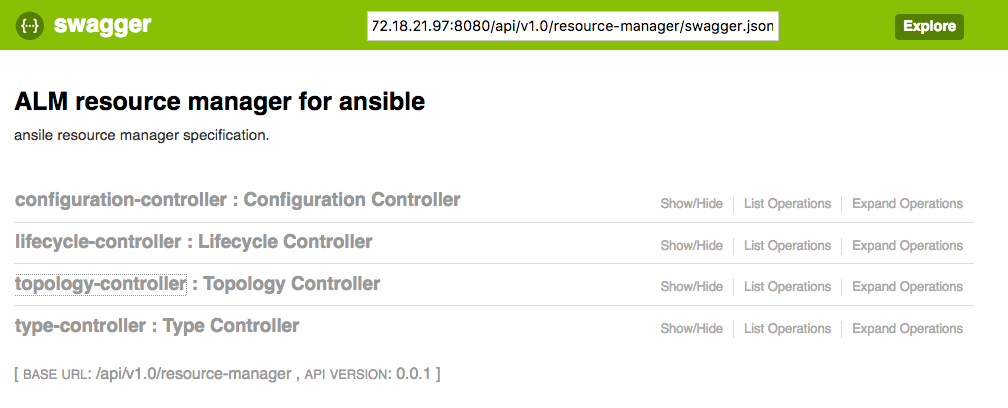 {···} swagger 72.18.21.97:8080/api/v1.0/resource-manager/swagger.json Explore
ALM resource manager for ansible
ansile resource manager specification.
configuration-controller : Configuration Controller Show/Hide List Operations Expand Operations
lifecycle-controller : Lifecycle Controller Show/Hide List Operations Expand Operations
topology-controller : Topology Controller Show/Hide List Operations Expand Operations
type-controller : Type Controller Show/Hide List Operations Expand Operations
[ BASE URL: /api/v1.0/resource-manager , API VERSION: 0.0.1 ]